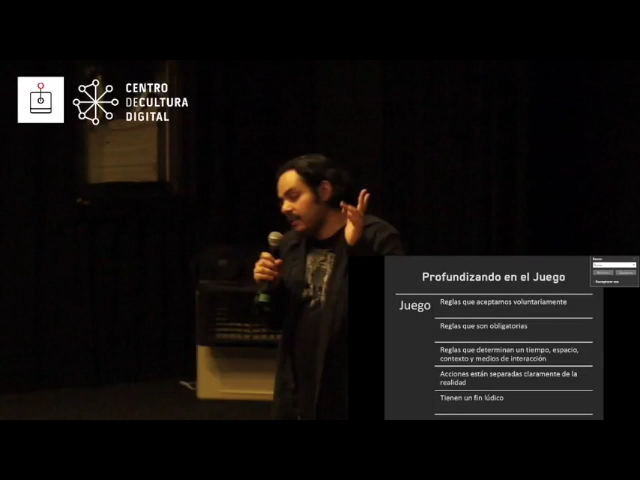 CENTRO
DECULTURA
DIGITAL
Profundizando en el Juego
Juego
Reglas que aceptamos voluntariamente
Reglas que son obligatorias
Reglas que determinan un tiempo, espacio,
contexto y medios de interacción
Acciones están separadas claramente de la
realidad
Tienen un fin lúdico